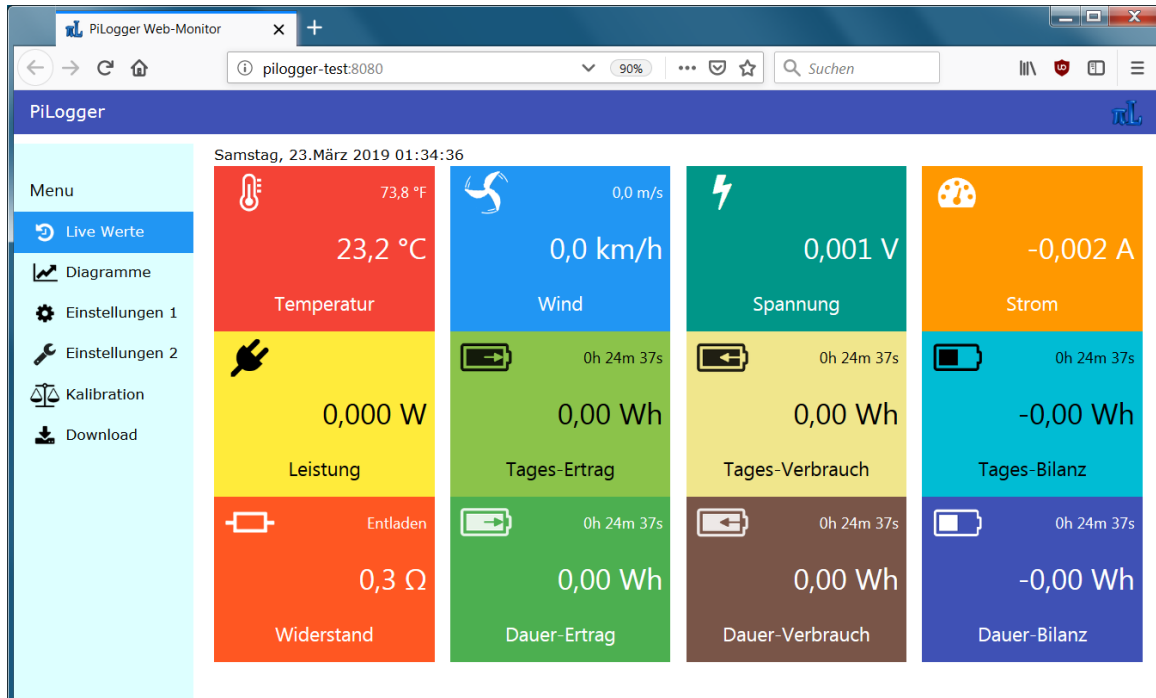 PiLogger Web-Monitor
pilogger-test:8080
90%
Suchen
PiLogger
πL
Samstag, 23.März 2019 01:34:36
Menu
Live Werte
Diagramme
Einstellungen 1
Einstellungen 2
Kalibration
Download
73,8 °F
23,2 °C
Temperatur
0,0 m/s
0,0 km/h
Wind
0,001 V
Spannung
-0,002 A
Strom
0,000 W
Leistung
0h 24m 37s
0,00 Wh
Tages-Ertrag
0h 24m 37s
0,00 Wh
Tages-Verbrauch
0h 24m 37s
-0,00 Wh
Tages-Bilanz
Entladen
0,3 Ω
Widerstand
0h 24m 37s
0,00 Wh
Dauer-Ertrag
0h 24m 37s
0,00 Wh
Dauer-Verbrauch
0h 24m 37s
-0,00 Wh
Dauer-Bilanz